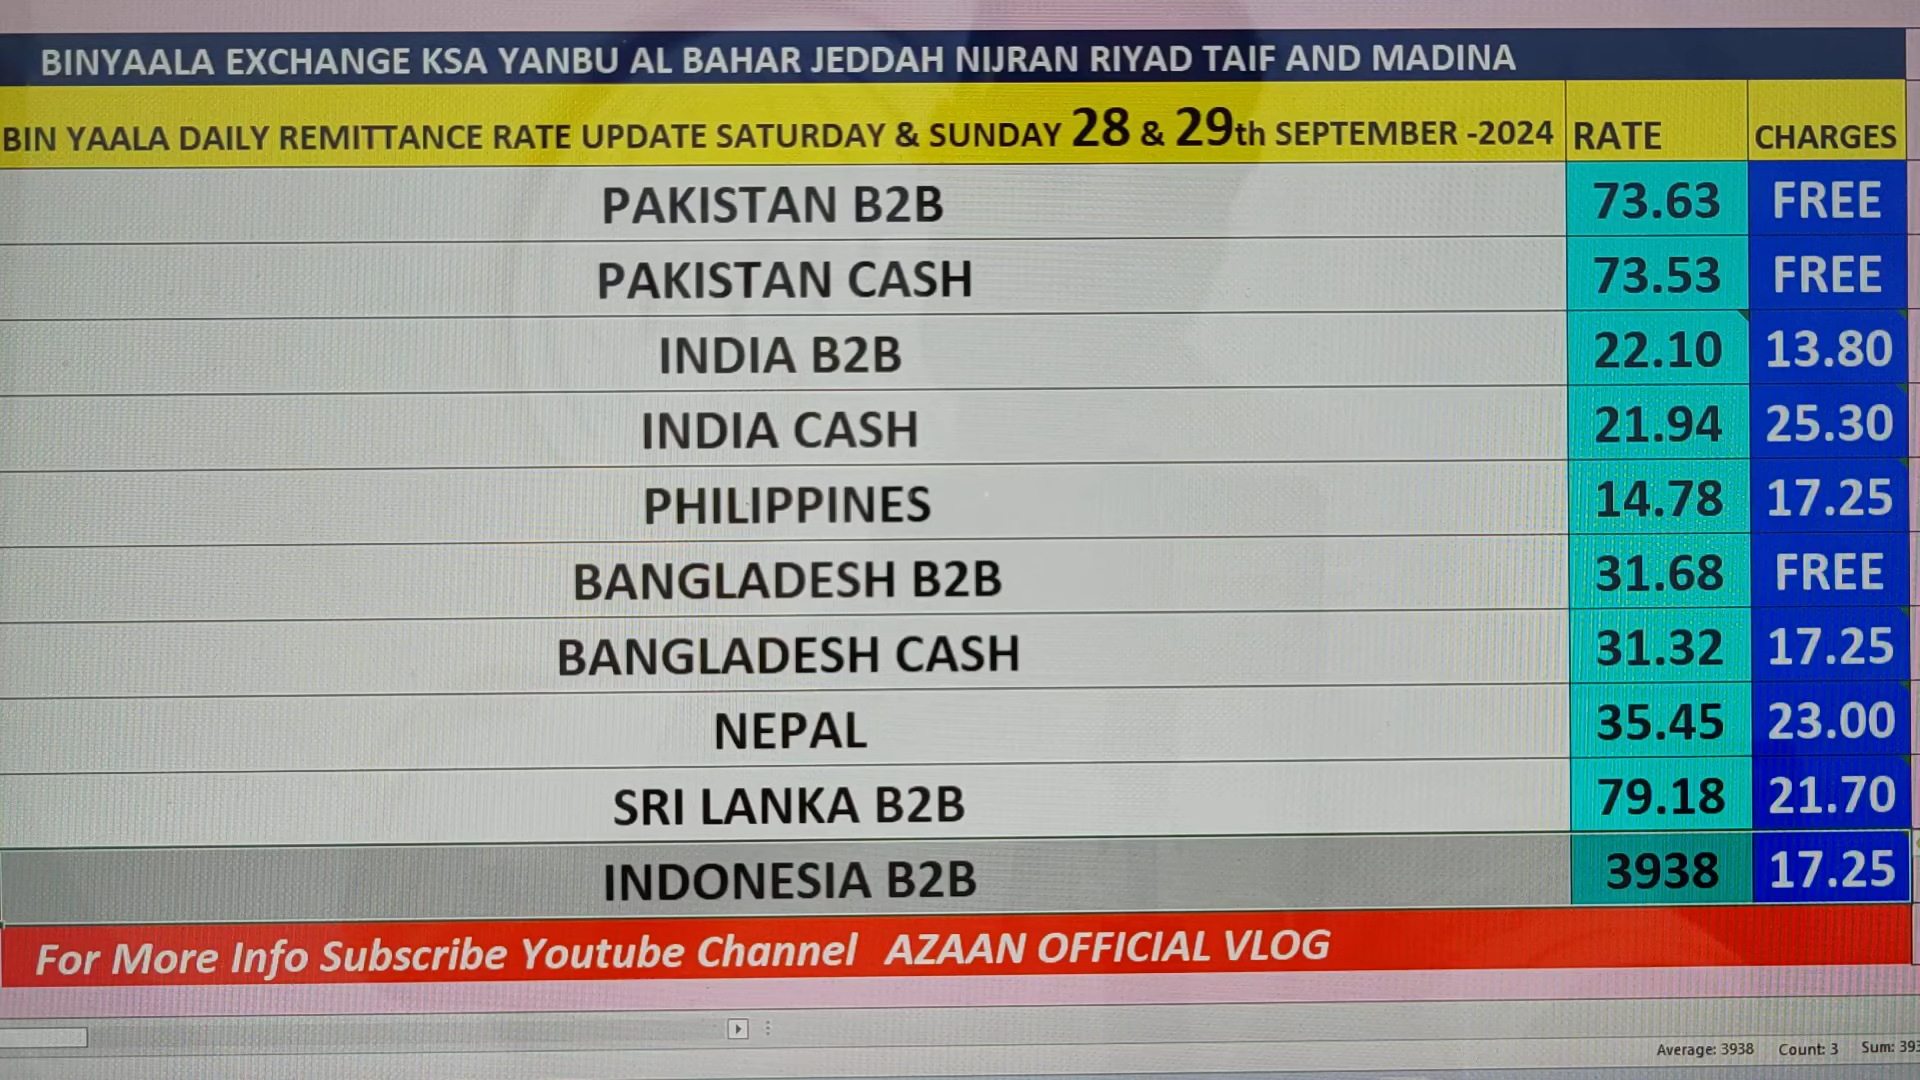 BINYAALA EXCHANGE KSA YANBU AL BAHAR JEDDAH NIJRAN RIYAD TAIF AND MADINA
BIN YAALA DAILY REMITTANCE RATE UPDATE SATURDAY & SUNDAY 28 & 29th SEPTEMBER -2024 RATE CHARGES
PAKISTAN B2B 73.63 FREE
PAKISTAN CASH 73.53 FREE
INDIA B2B 22.10 13.80
INDIA CASH 21.94 25.30
PHILIPPINES 14.78 17.25
BANGLADESH B2B 31.68 FREE
BANGLADESH CASH 31.32 17.25
NEPAL 35.45 23.00
SRI LANKA B2B 79.18 21.70
INDONESIA B2B 3938 17.25
For More Info Subscribe Youtube Channel AZAAN OFFICIAL VLOG
Average: 3938 Count: 3 Sum: